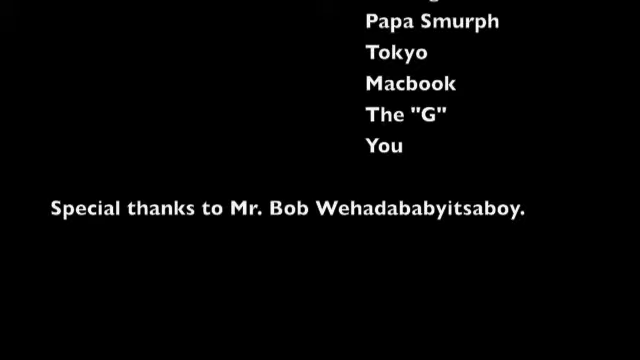 Papa Smurph
Tokyo
Macbook
The "G"
You
Special thanks to Mr. Bob Wehadababyitsaboy.